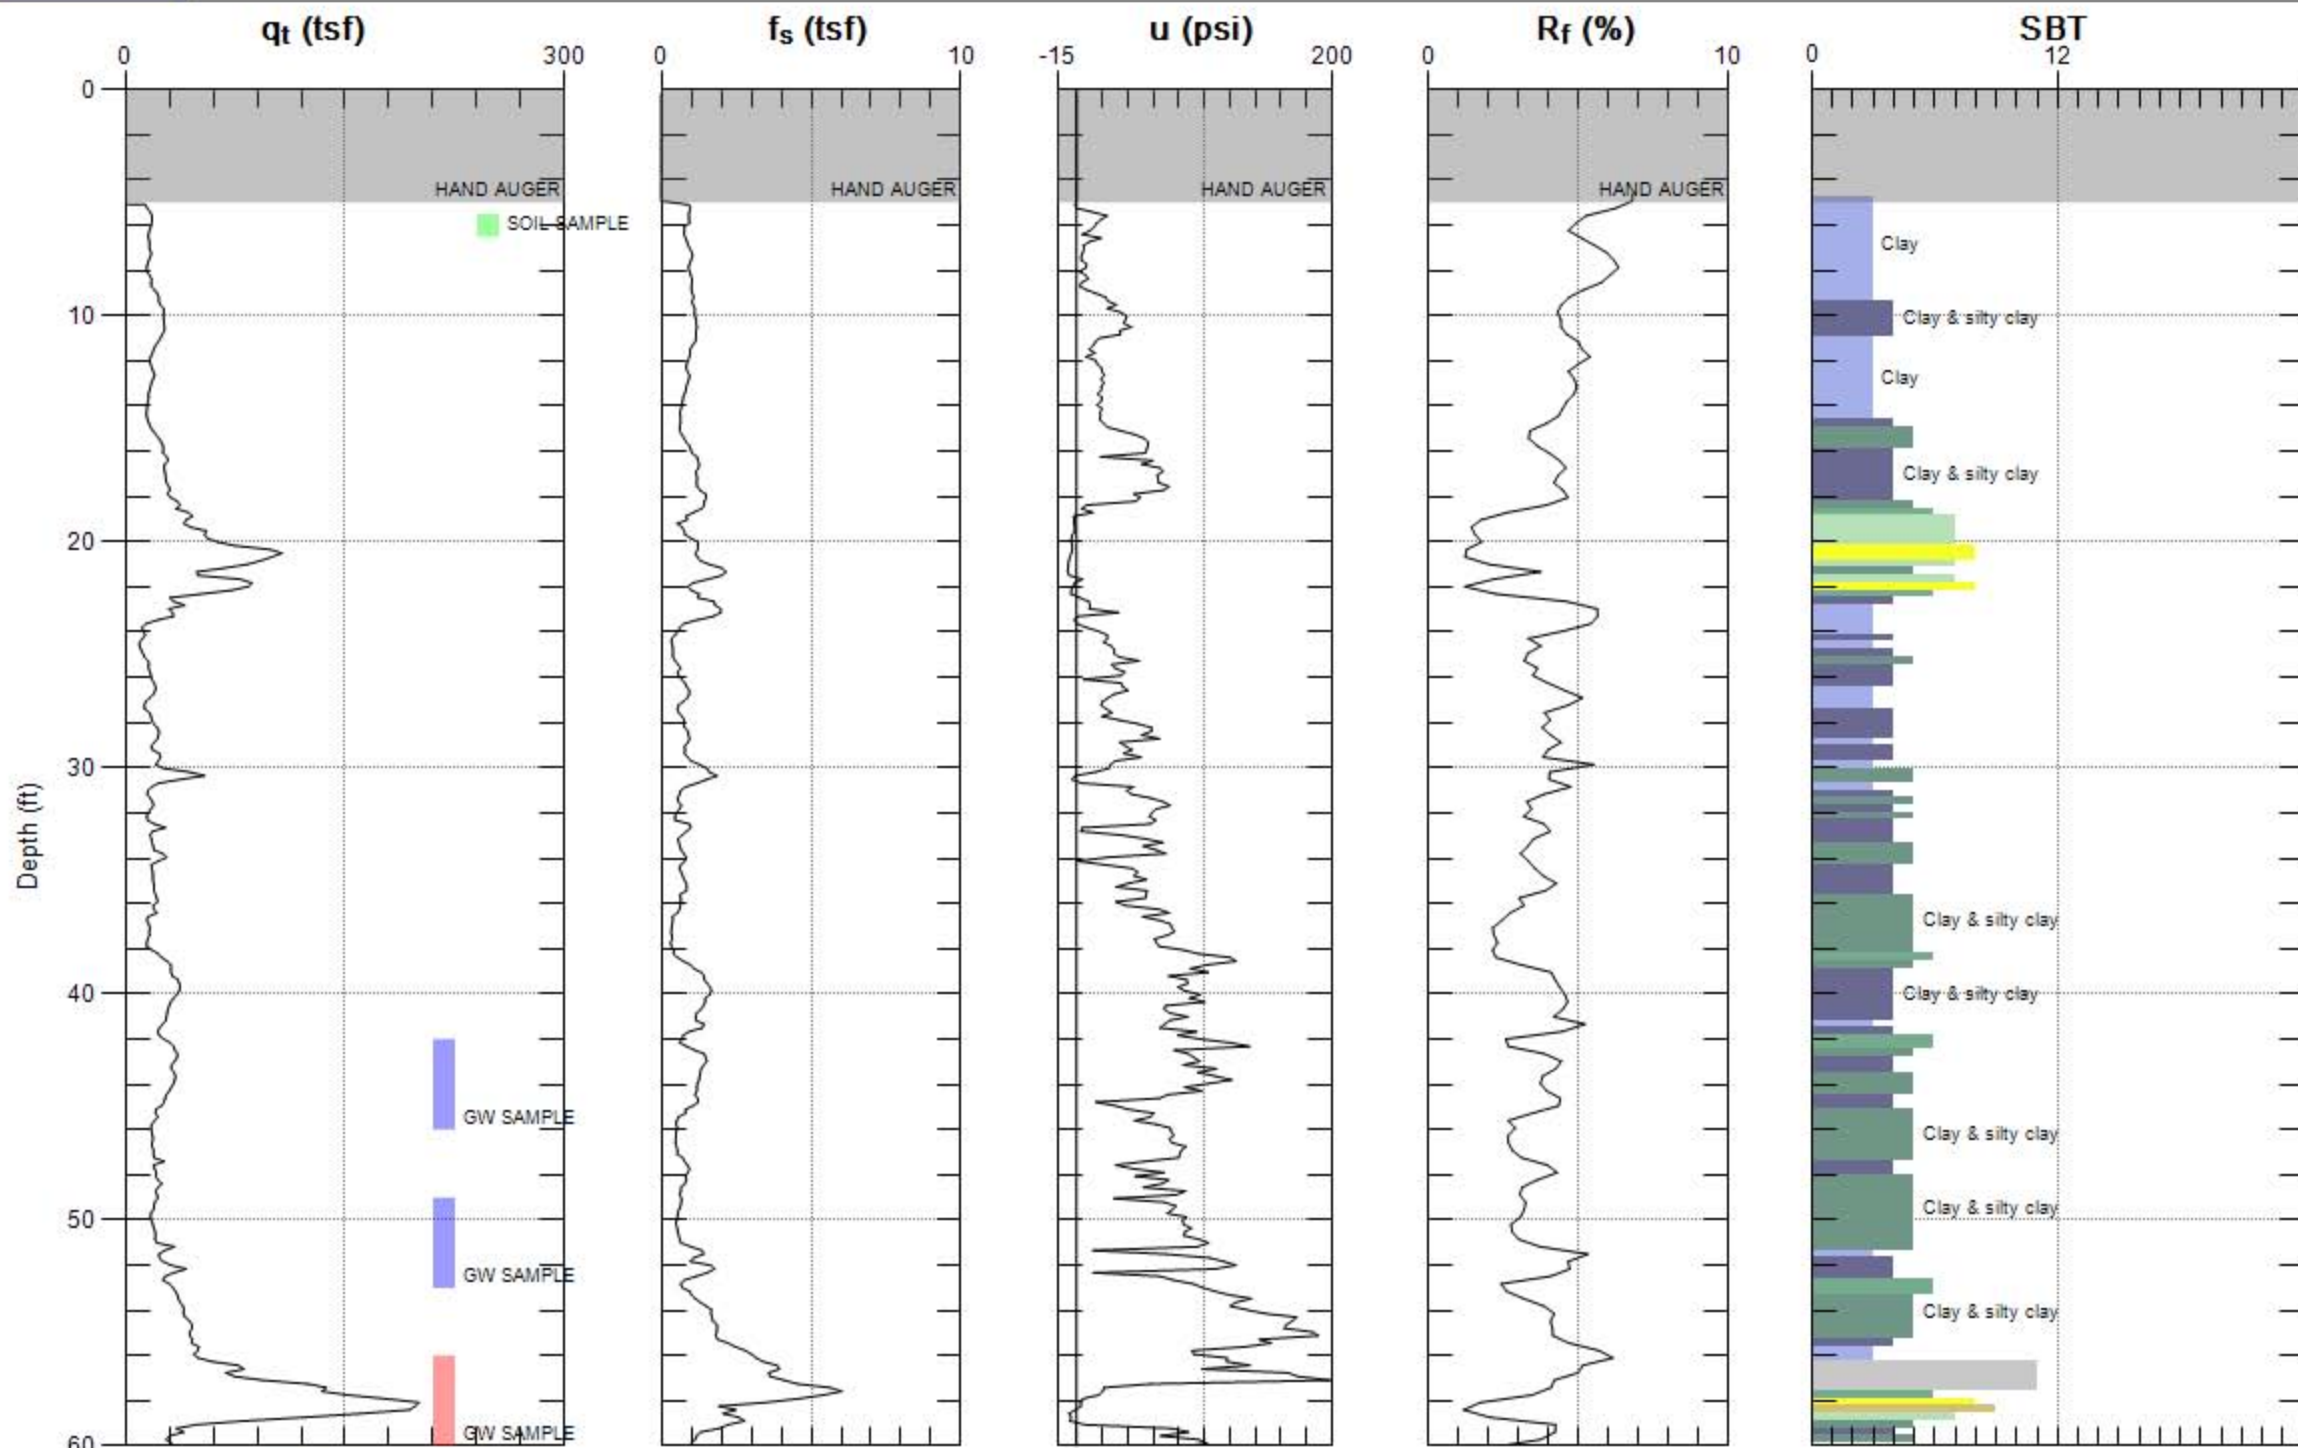 qt (tsf)
fs (tsf)
u (psi)
Rf (%)
SBT
0 300
0 10
-15 200
0 10
0 12
0
HAND AUGER
HAND AUGER
HAND AUGER
HAND AUGER
SOIL SAMPLE
Clay
10
Clay & silty clay
Clay
Clay & silty clay
20
30
Depth (ft)
Clay & silty clay
40
Clay & silty clay
GW SAMPLE
Clay & silty clay
50
Clay & silty clay
GW SAMPLE
Clay & silty clay
GW SAMPLE
60